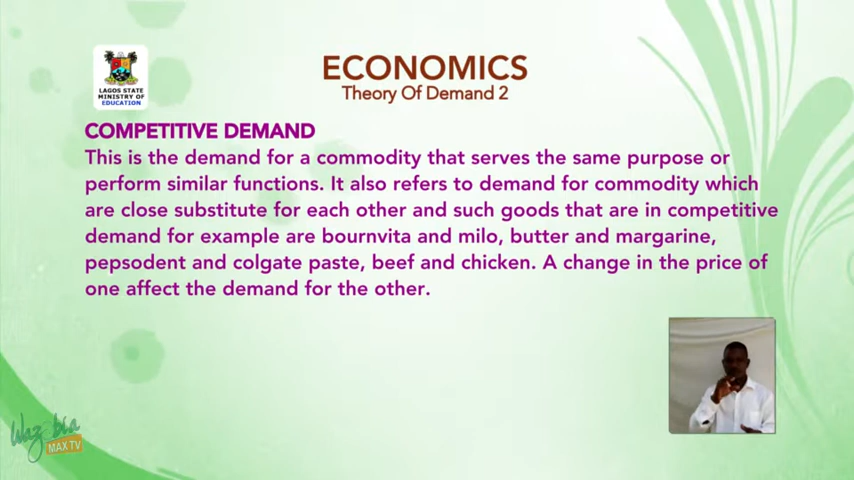 LAGOS STATE
MINISTRY OF
EDUCATION
ECONOMICS
Theory Of Demand 2
COMPETITIVE DEMAND
This is the demand for a commodity that serves the same purpose or
perform similar functions. It also refers to demand for commodity which
are close substitute for each other and such goods that are in competitive
demand for example are bournvita and milo, butter and margarine,
pepsodent and colgate paste, beef and chicken. A change in the price of
one affect the demand for the other.
Wazobia
MAX TV